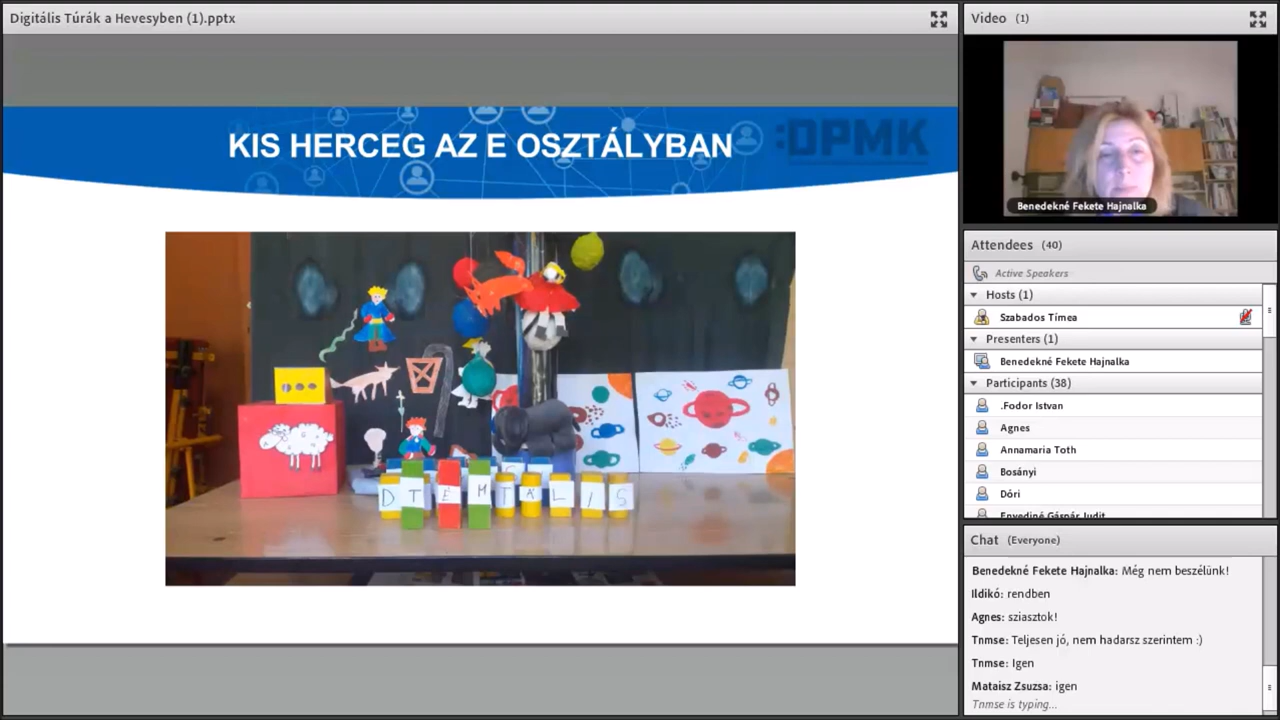 Digitális Túrák a Hevesyben (1).pptx
KIS HERCEG AZ E OSZTÁLYBAN
:DPMK
D T É M T A L I S
Video (1)
Benedekné Fekete Hajnalka
Attendees (40)
Active Speakers
Hosts (1)
Szabados Tímea
Presenters (1)
Benedekné Fekete Hajnalka
Participants (38)
.Fodor Istvan
Agnes
Annamaria Toth
Bosányi
Dóri
Enyediné Gáspár Judit
Chat (Everyone)
Benedekné Fekete Hajnalka: Még nem beszélünk!
Ildikó: rendben
Agnes: sziasztok!
Tnmse: Teljesen jó, nem hadarsz szerintem :)
Tnmse: Igen
Mataisz Zsuzsa: igen
Tnmse is typing...